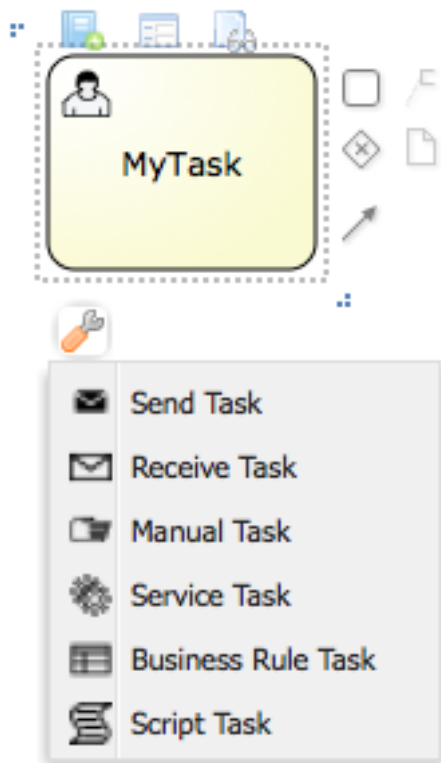 MyTask
Send Task
Receive Task
Manual Task
Service Task
Business Rule Task
Script Task